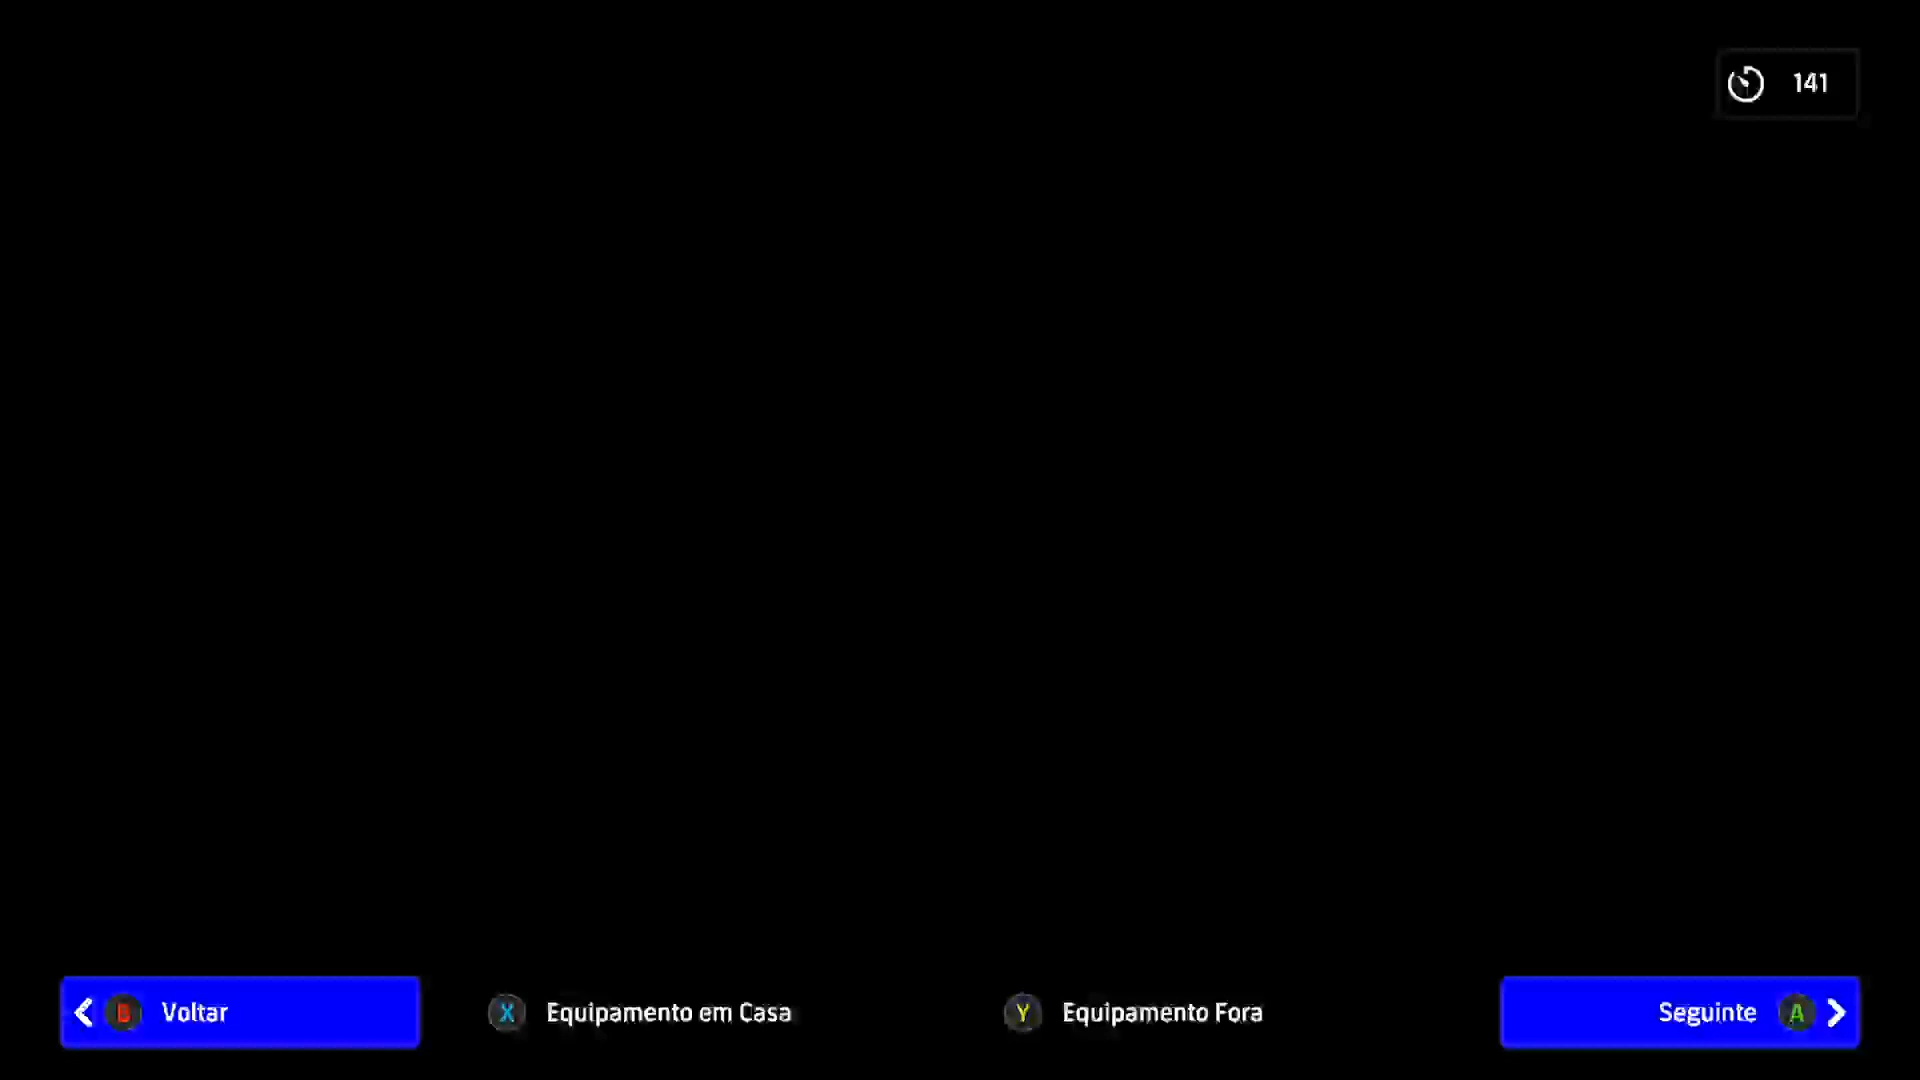 141
B Voltar
X Equipamento em Casa
Y Equipamento Fora
Seguinte A